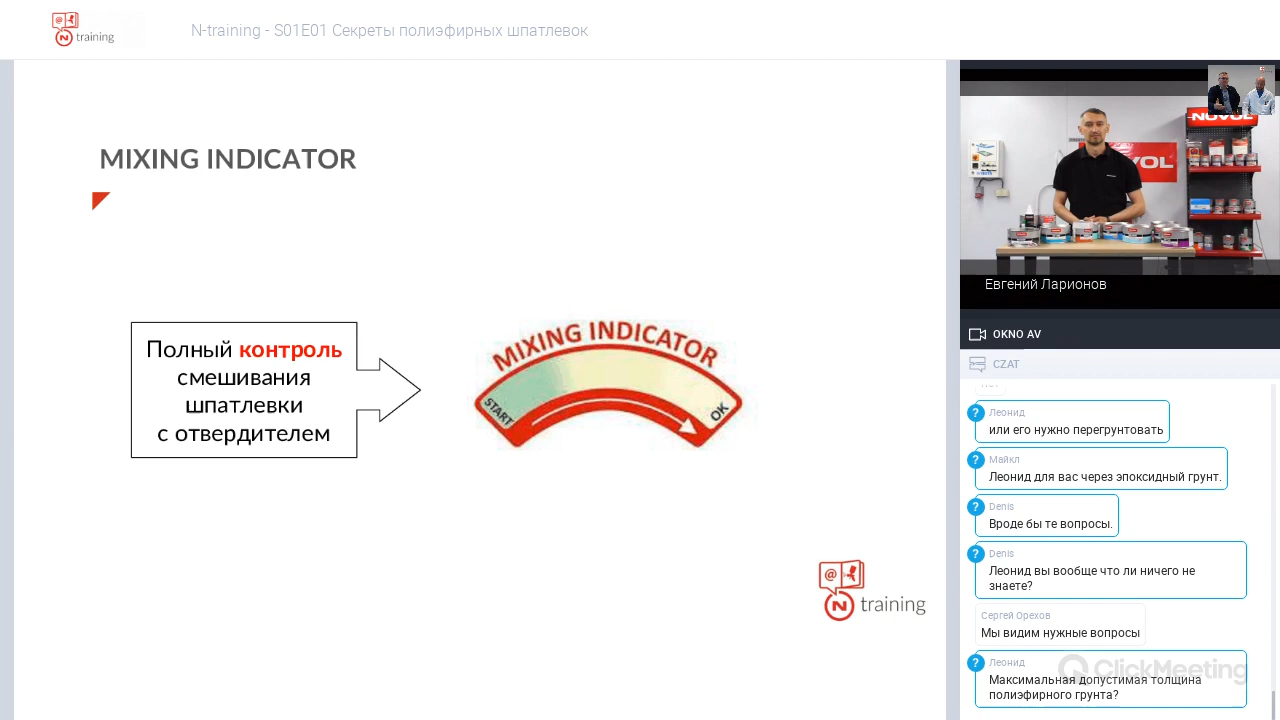 @
N training
N-training - S01E01 Секреты полиэфирных шпатлевок
MIXING INDICATOR
Полный контроль
смешивания
шпатлевки
с отвердителем
MIXING INDICATOR
START
OK
@
N training
NOVOL
Евгений Ларионов
OKNO AV
CZAT
? Леонид
или его нужно перегрунтовать
? Майкл
Леонид для вас через эпоксидный грунт.
? Denis
Вроде бы те вопросы.
? Denis
Леонид вы вообще что ли ничего не
знаете?
Сергей Орехов
Мы видим нужные вопросы
? Леонид
ClickMeeting
Максимальная допустимая толщина
полиэфирного грунта?